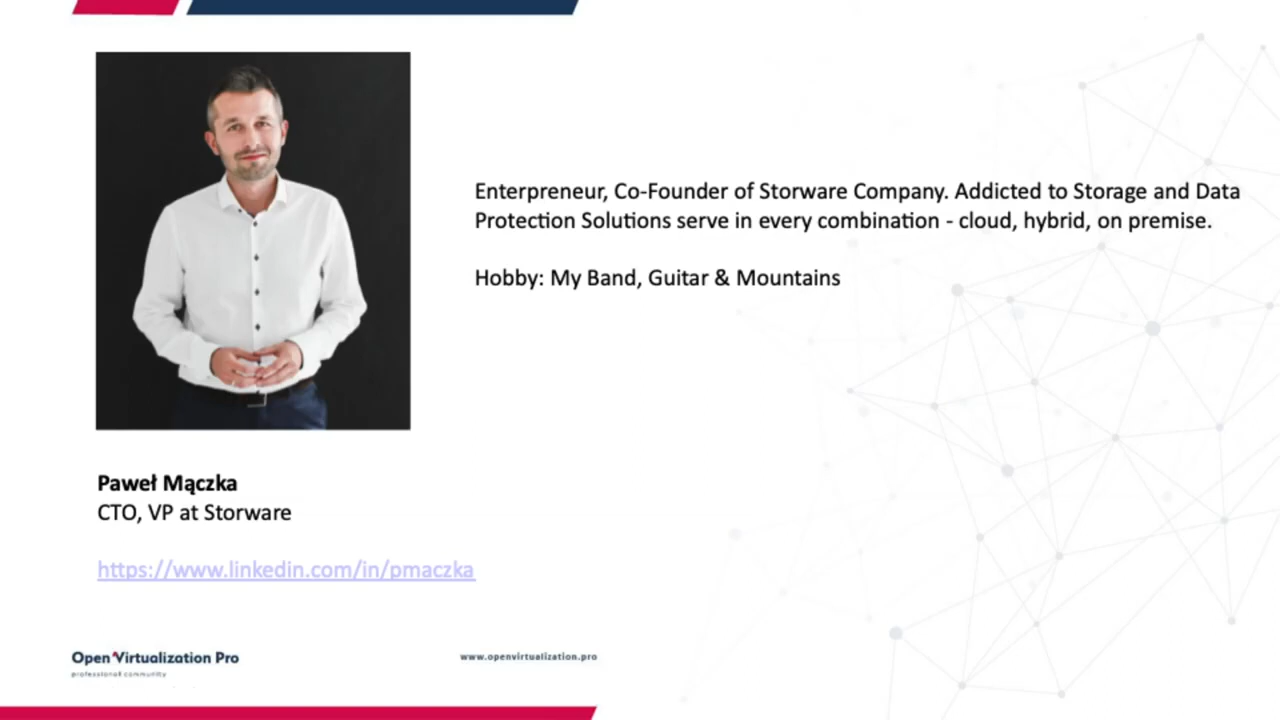 Enterpreneur, Co-Founder of Storware Company. Addicted to Storage and Data
Protection Solutions serve in every combination - cloud, hybrid, on premise.
Hobby: My Band, Guitar & Mountains
Paweł Mączka
CTO, VP at Storware
https://www.linkedin.com/in/pmaczka
Open Virtualization Pro
professional community
www.openvirtualization.pro